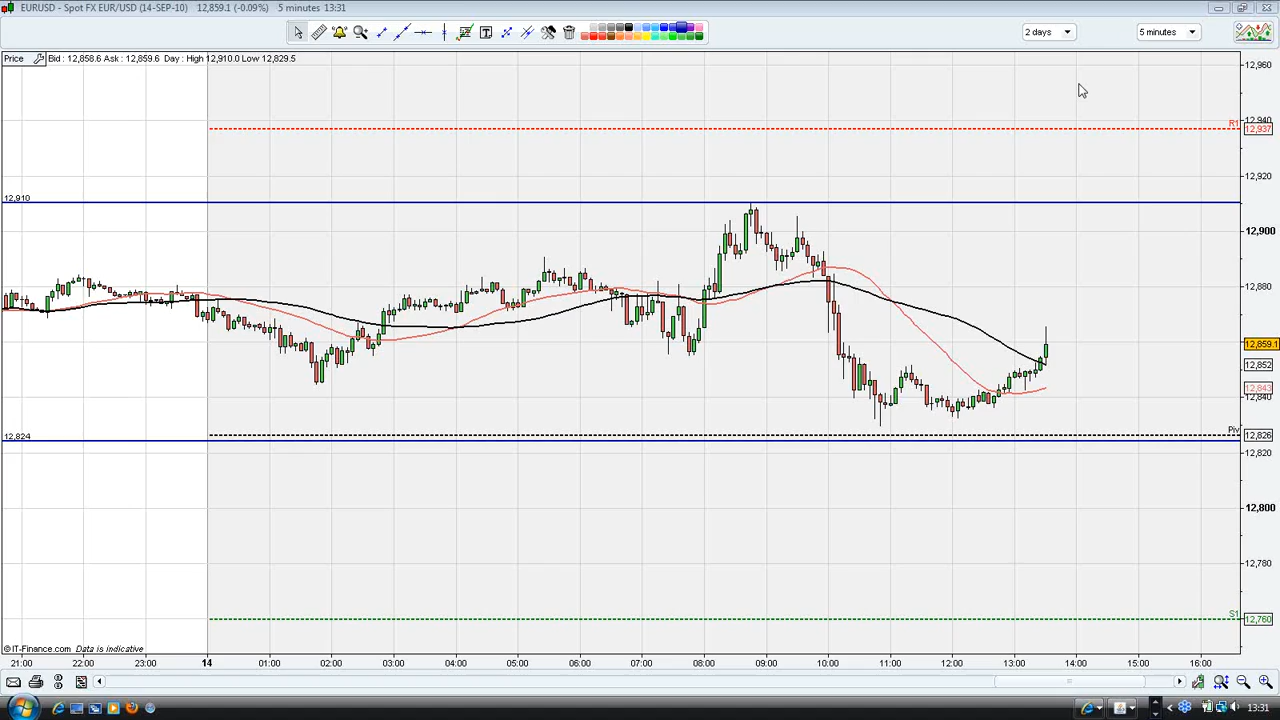 EURUSD - Spot FX EUR/USD (14-SEP-10) 12,859.1 (-0.09%) 5 minutes 13:31
2 days 5 minutes
Price Bid : 12,858.6 Ask : 12,859.6 Day : High 12,910.0 Low 12,829.5
12,960
12,940
R1
12,937
12,920
12,910
12,900
12,880
12,859.1
12,852
12,843
12,840
12,824
Piv
12,826
12,820
12,800
12,780
S1
12,760
© IT-Finance.com Data is indicative
21:00 22:00 23:00 14 01:00 02:00 03:00 04:00 05:00 06:00 07:00 08:00 09:00 10:00 11:00 12:00 13:00 14:00 15:00 16:00
13:31